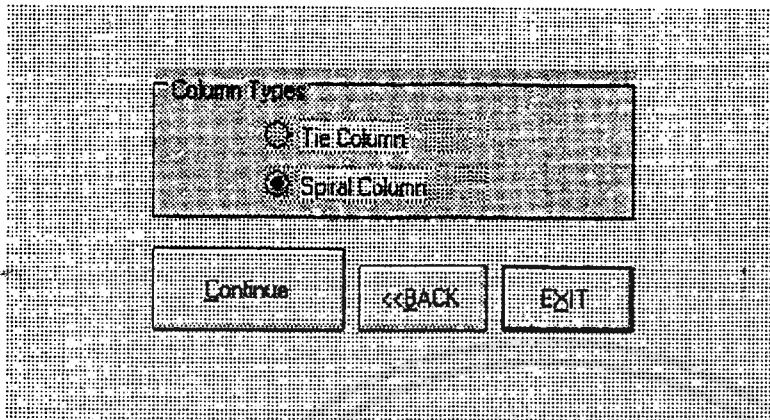 Column Types
Tie Column
Spiral Column
Continue
<<BACK
EXIT